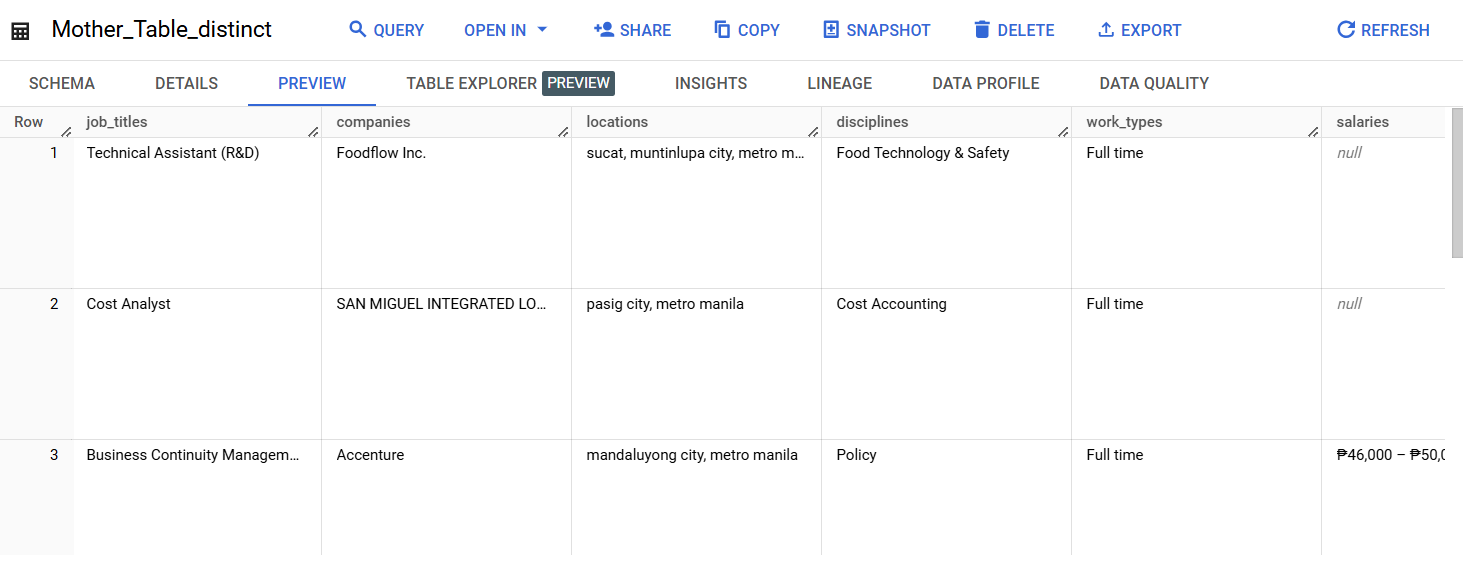 Mother_Table_distinct QUERY OPEN IN SHARE COPY SNAPSHOT DELETE EXPORT REFRESH
SCHEMA DETAILS PREVIEW TABLE EXPLORER PREVIEW INSIGHTS LINEAGE DATA PROFILE DATA QUALITY
Row job_titles companies locations disciplines work_types salaries
1 Technical Assistant (R&D) Foodflow Inc. sucat, muntinlupa city, metro m... Food Technology & Safety Full time null
2 Cost Analyst SAN MIGUEL INTEGRATED LO... pasig city, metro manila Cost Accounting Full time null
3 Business Continuity Managem... Accenture mandaluyong city, metro manila Policy Full time ₱46,000 – ₱50,0